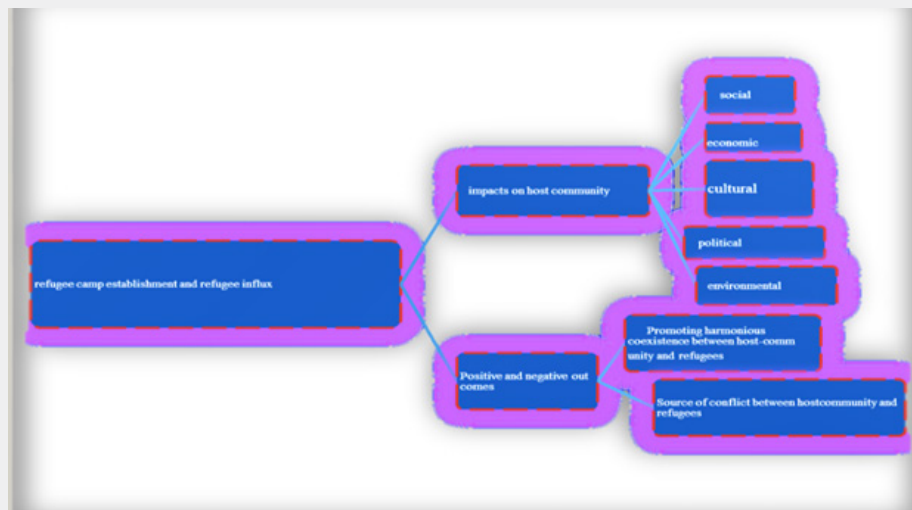 social
economic
cultural
impacts on host community
political
refugee camp establishment and refugee influx
environmental
Promoting harmonious
coexistence between host-comm
unity and refugees
Positive and negative out
comes
Source of conflict between hostcommunity and
refugees